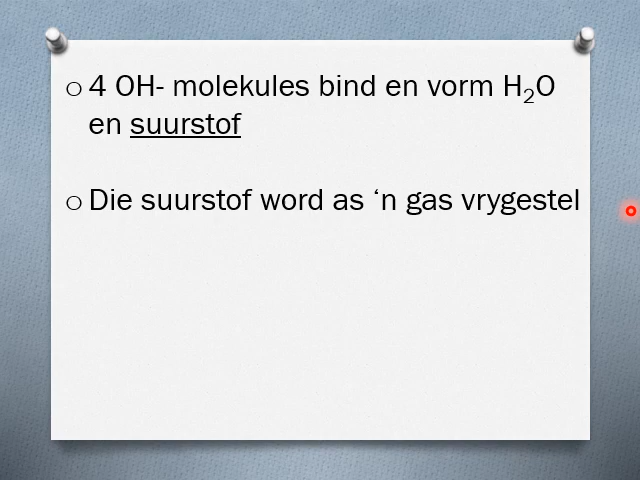 4 OH- molekules bind en vorm H₂O
en suurstof
Die suurstof word as ‘n gas vrygestel